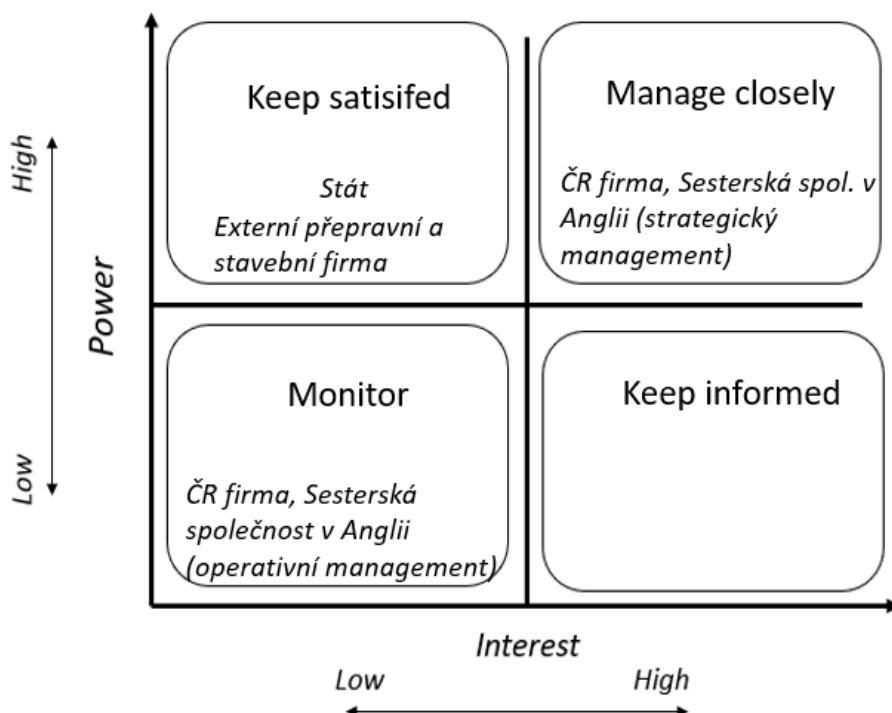 Keep satisifed
Stát
Externí přepravní a
stavební firma
Manage closely
ČR firma, Sesterská spol. v
Anglii (strategický
management)
High
Power
Low
Monitor
ČR firma, Sesterská
společnost v Anglii
(operativní management)
Keep informed
Interest
Low
High